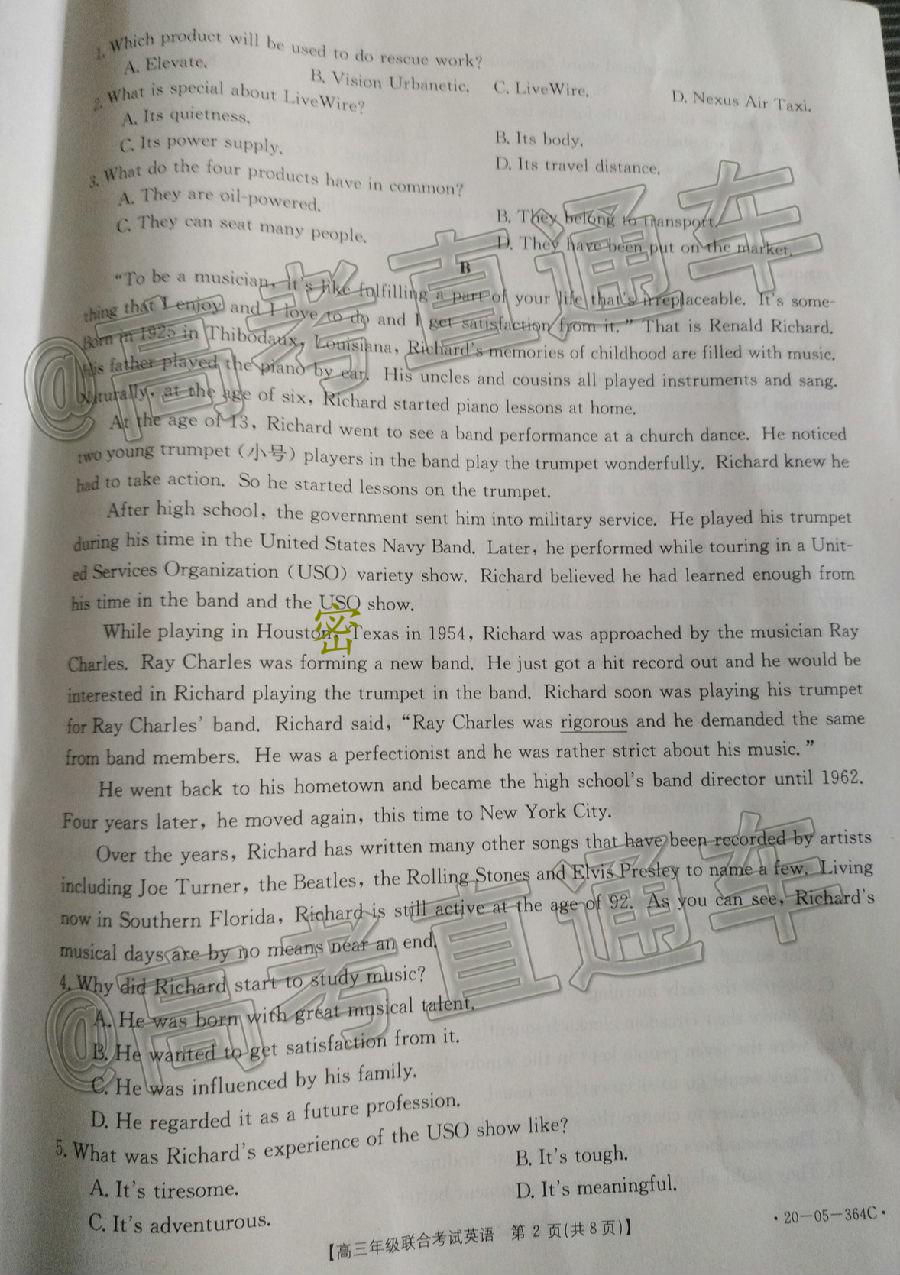 1. Which product will be used to do rescue work?
A. Elevate. B. Vision Urbanetic. C. LiveWire. D. Nexus Air Taxi.
2. What is special about LiveWire?
A. Its quietness. B. Its body.
C. Its power supply. D. Its travel distance.
3. What do the four products have in common?
A. They are oil-powered. B. They belong to transport.
C. They can seat many people. D. They have been put on the market.
B
“To be a musician, it's like fulfilling a part of your life that's irreplaceable. It's some-
thing that I enjoy and I love to do and I get satisfaction from it.” That is Renald Richard.
Born in 1925 in Thibodaux, Louisiana, Richard's memories of childhood are filled with music.
His father played the piano by ear. His uncles and cousins all played instruments and sang.
Naturally, at the age of six, Richard started piano lessons at home.
At the age of 13, Richard went to see a band performance at a church dance. He noticed
two young trumpet (小号) players in the band play the trumpet wonderfully. Richard knew he
had to take action. So he started lessons on the trumpet.
After high school, the government sent him into military service. He played his trumpet
during his time in the United States Navy Band. Later, he performed while touring in a Unit-
ed Services Organization (USO) variety show. Richard believed he had learned enough from
his time in the band and the USO show.
While playing in Houston, Texas in 1954, Richard was approached by the musician Ray
Charles. Ray Charles was forming a new band. He just got a hit record out and he would be
interested in Richard playing the trumpet in the band. Richard soon was playing his trumpet
for Ray Charles' band. Richard said, “Ray Charles was rigorous and he demanded the same
from band members. He was a perfectionist and he was rather strict about his music.”
He went back to his hometown and became the high school's band director until 1962.
Four years later, he moved again, this time to New York City.
Over the years, Richard has written many other songs that have been recorded by artists
including Joe Turner, the Beatles, the Rolling Stones and Elvis Presley to name a few. Living
now in Southern Florida, Richard is still active at the age of 92. As you can see, Richard's
musical days are by no means near an end.
4. Why did Richard start to study music?
A. He was born with great musical talent.
B. He wanted to get satisfaction from it.
C. He was influenced by his family.
D. He regarded it as a future profession.
5. What was Richard's experience of the USO show like?
A. It's tiresome. B. It's tough.
C. It's adventurous. D. It's meaningful.
【高三年级联合考试英语 第 2 页(共 8 页)】 ·20-05-364C·
@高考直通车
密
@高考直通车